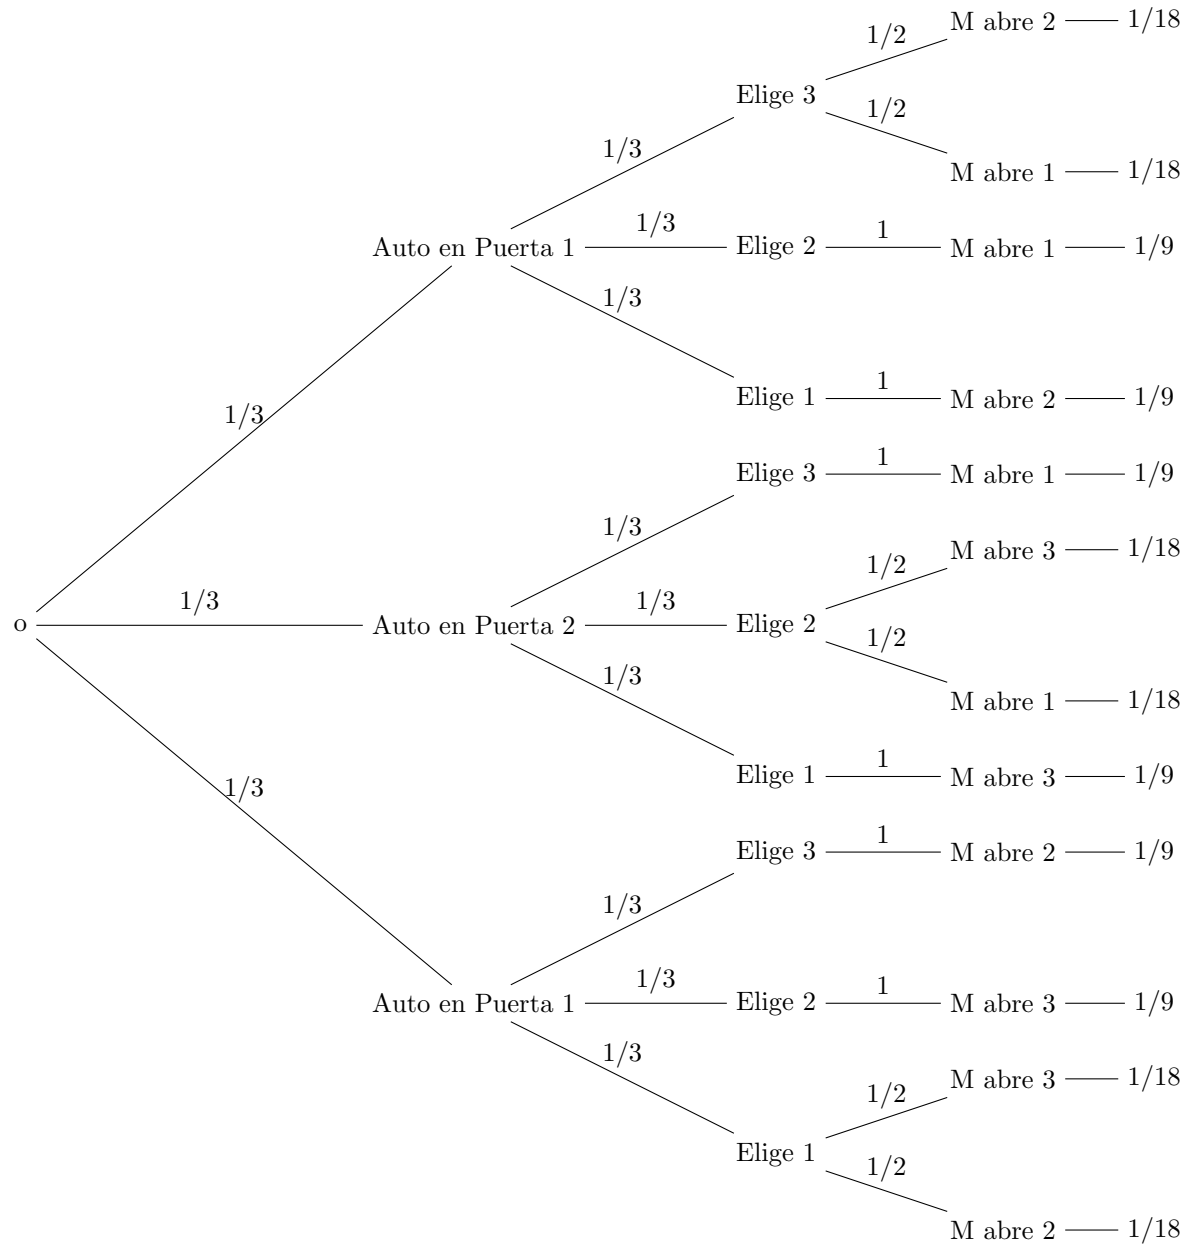 M abre 2 1/18
1/2
Elige 3
1/2
1/3
M abre 1 1/18
Auto en Puerta 1 1/3 Elige 2 1 M abre 1 1/9
1/3
Elige 1 1 M abre 2 1/9
1/3
Elige 3 1 M abre 1 1/9
1/3
M abre 3 1/18
1/2
o 1/3 Auto en Puerta 2 1/3 Elige 2
1/2
1/3
M abre 1 1/18
Elige 1 1 M abre 3 1/9
1/3
Elige 3 1 M abre 2 1/9
1/3
Auto en Puerta 1 1/3 Elige 2 1 M abre 3 1/9
1/3
M abre 3 1/18
1/2
Elige 1
1/2
M abre 2 1/18